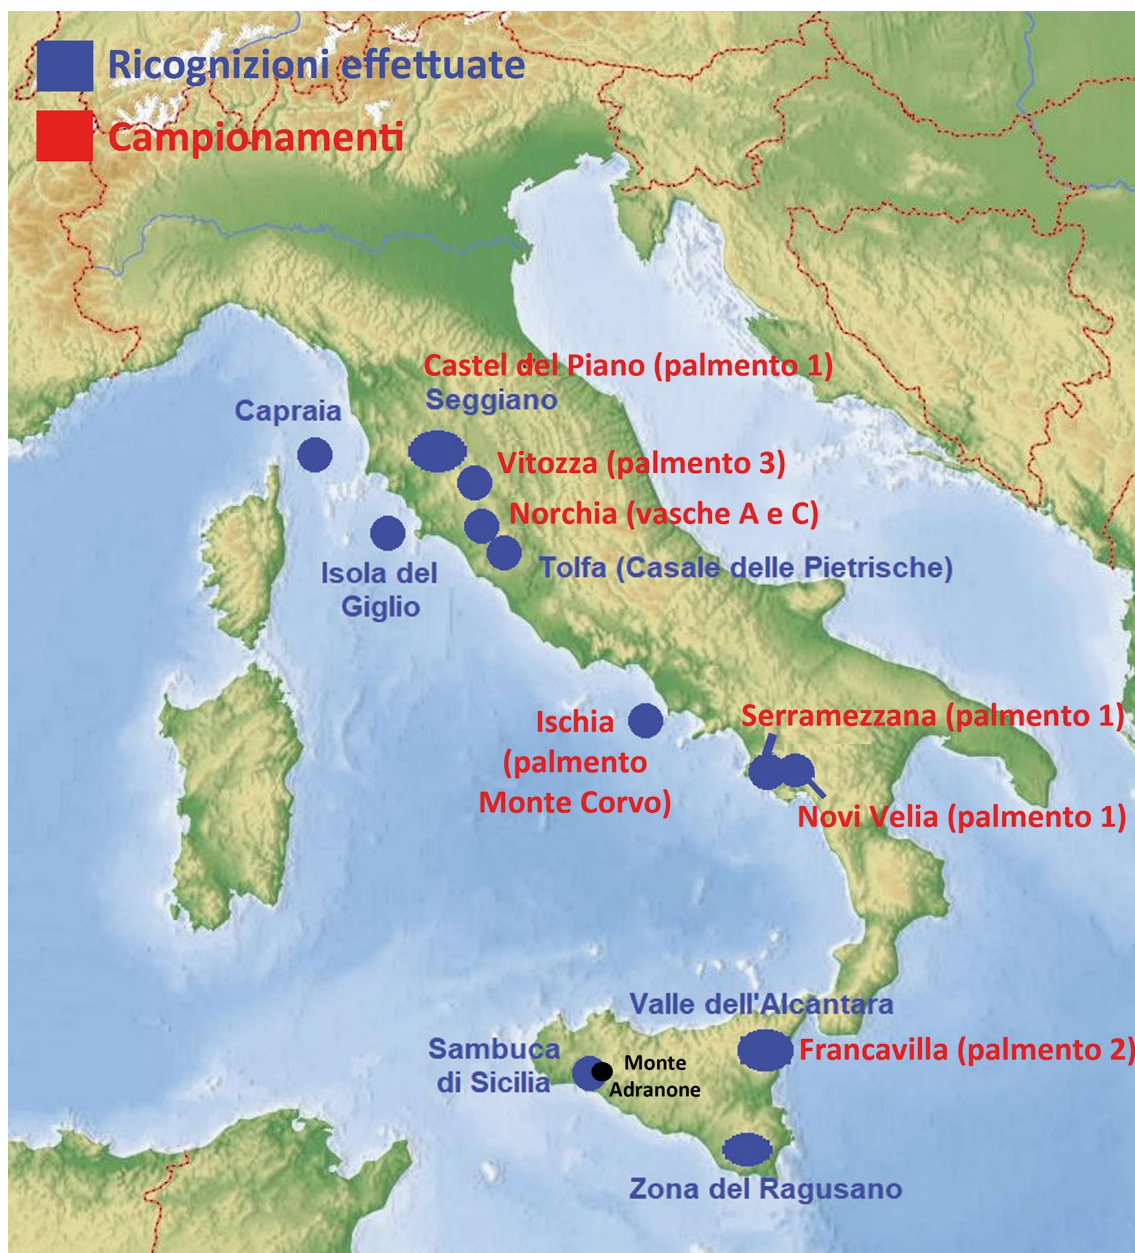 Ricognizioni effettuate
Campionamenti
Castel del Piano (palmento 1)
Seggiano
Capraia
Vitozza (palmento 3)
Norchia (vasche A e C)
Tolfa (Casale delle Pietrische)
Isola del
Giglio
Ischia
(palmento
Monte Corvo)
Serramezzana (palmento 1)
Novi Velia (palmento 1)
Valle dell'Alcantara
Francavilla (palmento 2)
Sambuca
di Sicilia
Monte
Adranone
Zona del Ragusano